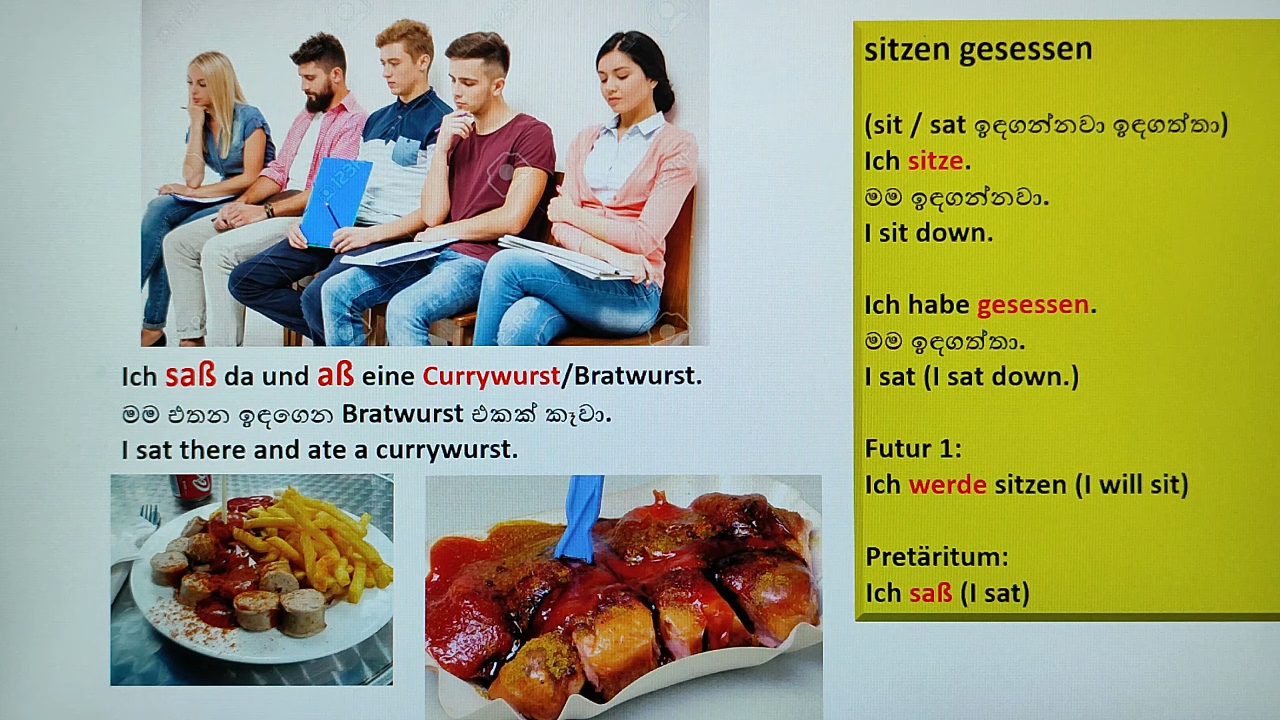 Ich saß da und aß eine Currywurst/Bratwurst.
මම එතන ඉඳගෙන Bratwurst එකක් කෑවා.
I sat there and ate a currywurst.
sitzen gesessen
(sit / sat ඉඳගන්නවා ඉඳගත්තා)
Ich sitze.
මම ඉඳගන්නවා.
I sit down.
Ich habe gesessen.
මම ඉඳගත්තා.
I sat (I sat down.)
Futur 1:
Ich werde sitzen (I will sit)
Pretäritum:
Ich saß (I sat)